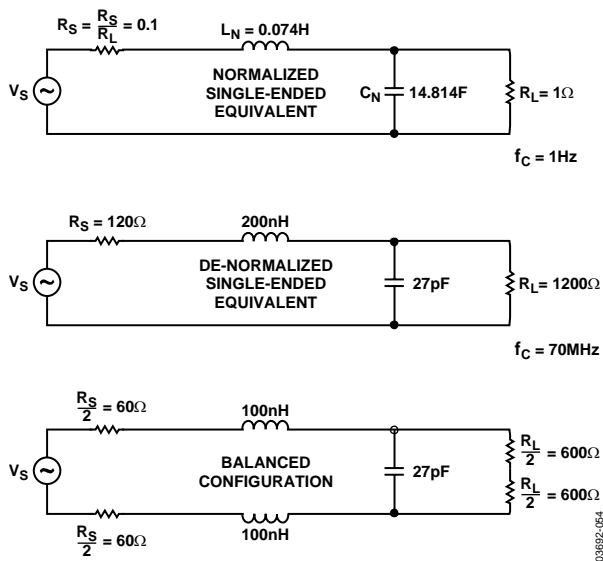 R_S = R_S/R_L = 0.1
L_N = 0.074H
V_S
NORMALIZED
SINGLE-ENDED
EQUIVALENT
C_N 14.814F
R_L = 1Ω
f_C = 1Hz
R_S = 120Ω
200nH
V_S
DE-NORMALIZED
SINGLE-ENDED
EQUIVALENT
27pF
R_L = 1200Ω
f_C = 70MHz
R_S/2 = 60Ω
100nH
V_S
BALANCED
CONFIGURATION
27pF
R_L/2 = 600Ω
R_L/2 = 600Ω
R_S/2 = 60Ω
100nH
03692-054